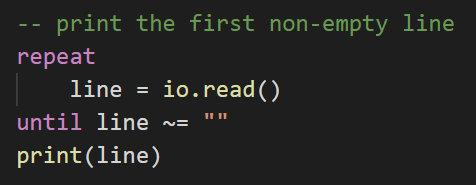 -- print the first non-empty line
repeat
    line = io.read()
until line ~= ""
print(line)